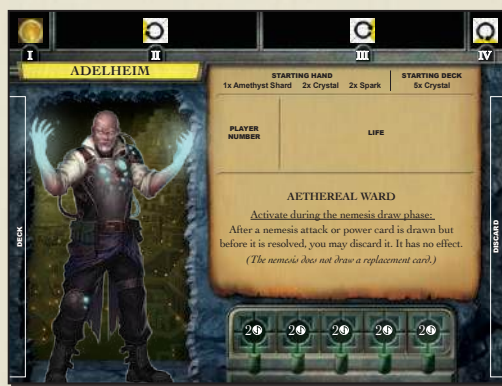 I
II
III
IV
ADELHEIM
STARTING HAND
1x Amethyst Shard 2x Crystal 2x Spark
STARTING DECK
5x Crystal
PLAYER NUMBER
LIFE
AETHEREAL WARD
Activate during the nemesis draw phase:
After a nemesis attack or power card is drawn but
before it is resolved, you may discard it. It has no effect.
(The nemesis does not draw a replacement card.)
DECK
DISCARD
2
2
2
2
2